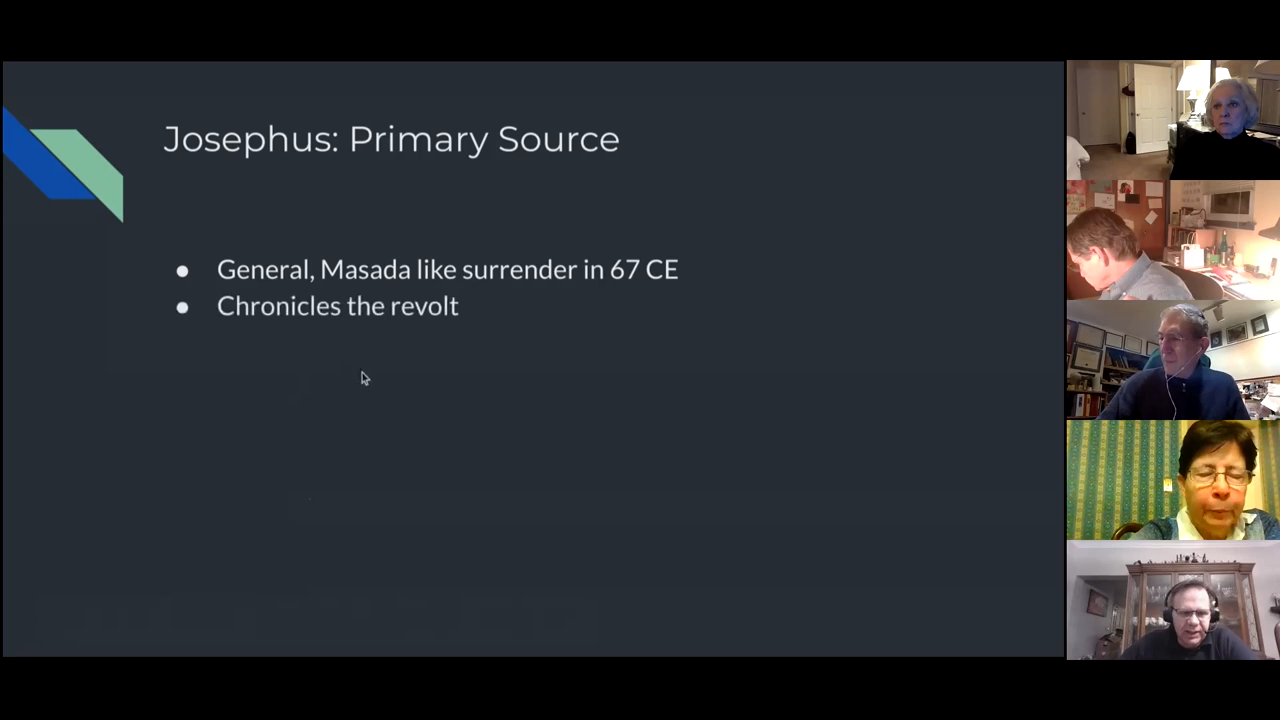 Josephus: Primary Source
● General, Masada like surrender in 67 CE
● Chronicles the revolt